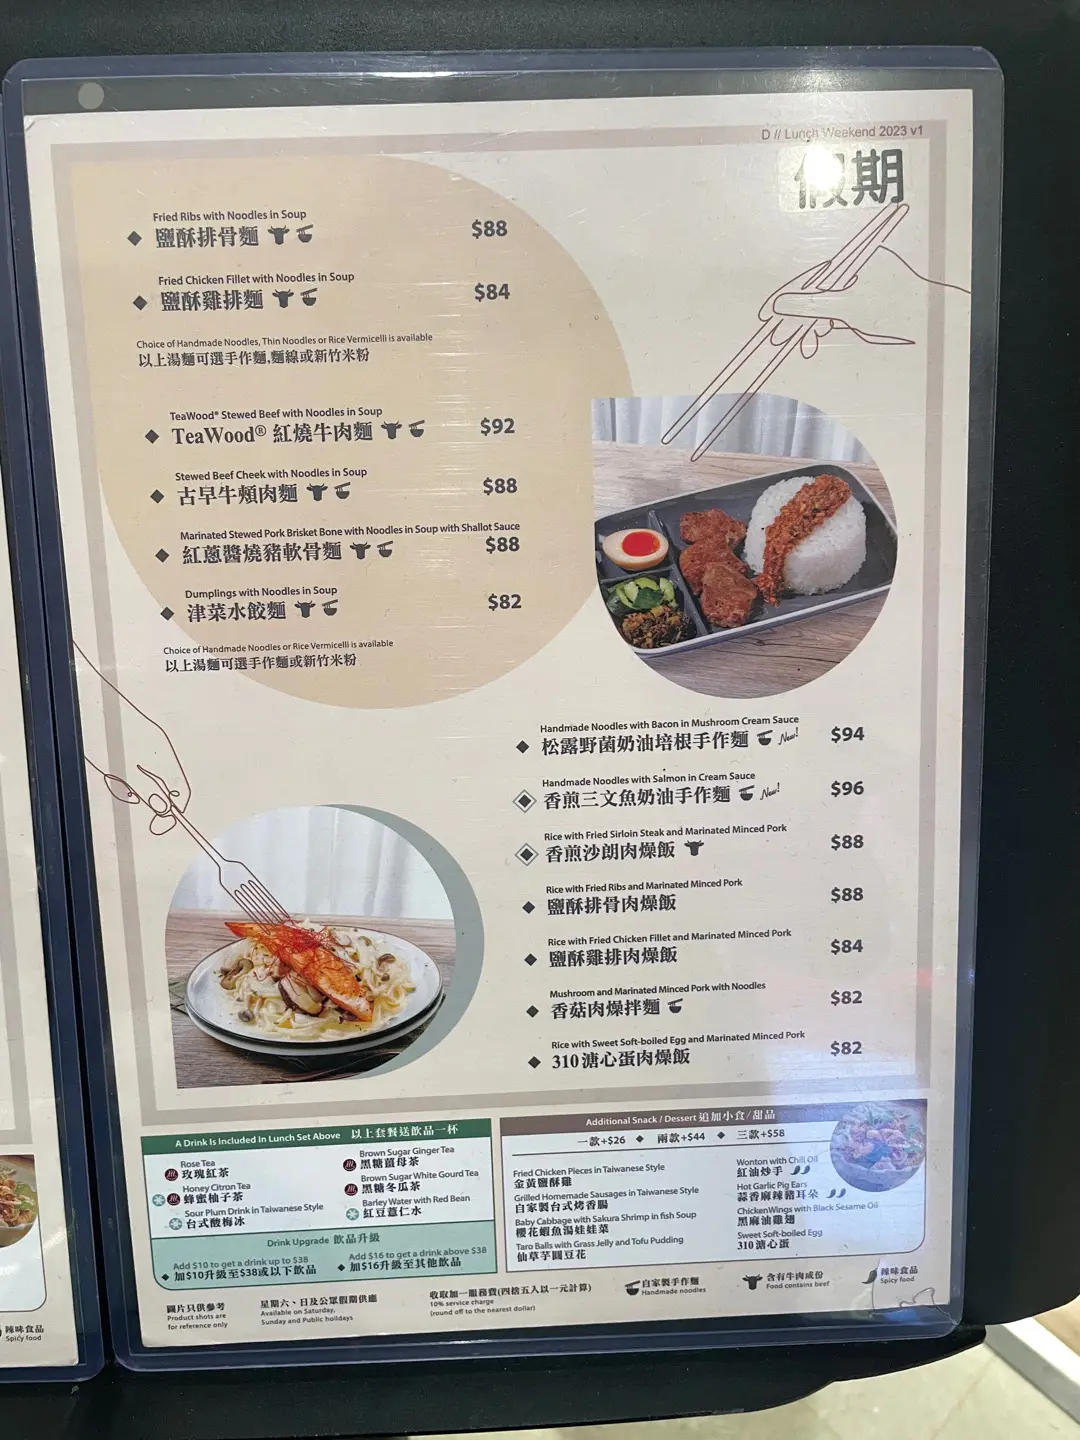 D // Lunch Weekend 2023 v1
假期
Fried Ribs with Noodles in Soup
鹽酥排骨麵 $88
Fried Chicken Fillet with Noodles in Soup
鹽酥雞排麵 $84
Choice of Handmade Noodles, Thin Noodles or Rice Vermicelli is available
以上湯麵可選手作麵,麵線或新竹米粉
TeaWood® Stewed Beef with Noodles in Soup
TeaWood® 紅燒牛肉麵 $92
Stewed Beef Cheek with Noodles in Soup
古早牛頰肉麵 $88
Marinated Stewed Pork Brisket Bone with Noodles in Soup with Shallot Sauce
紅蔥醬燒豬軟骨麵 $88
Dumplings with Noodles in Soup
津菜水餃麵 $82
Choice of Handmade Noodles or Rice Vermicelli is available
以上湯麵可選手作麵或新竹米粉
Handmade Noodles with Bacon in Mushroom Cream Sauce
松露野菌奶油培根手作麵 New! $94
Handmade Noodles with Salmon in Cream Sauce
香煎三文魚奶油手作麵 New! $96
Rice with Fried Sirloin Steak and Marinated Minced Pork
香煎沙朗肉燥飯 $88
Rice with Fried Ribs and Marinated Minced Pork
鹽酥排骨肉燥飯 $88
Rice with Fried Chicken Fillet and Marinated Minced Pork
鹽酥雞排肉燥飯 $84
Mushroom and Marinated Minced Pork with Noodles
香菇肉燥拌麵 $82
Rice with Sweet Soft-boiled Egg and Marinated Minced Pork
310溏心蛋肉燥飯 $82
A Drink Is Included In Lunch Set Above 以上套餐送飲品一杯
Rose Tea
玫瑰紅茶
Honey Citron Tea
蜂蜜柚子茶
Sour Plum Drink in Taiwanese Style
台式酸梅冰
Brown Sugar Ginger Tea
黑糖薑母茶
Brown Sugar White Gourd Tea
黑糖冬瓜茶
Barley Water with Red Bean
紅豆薏仁水
Drink Upgrade 飲品升級
Add $10 to get a drink up to $38
加$10升級至$38或以下飲品
Add $16 to get a drink above $38
加$16升級至其他飲品
Additional Snack / Dessert 追加小食/甜品
一款+$26 ◆ 兩款+$44 ◆ 三款+$58
Fried Chicken Pieces in Taiwanese Style
金黃鹽酥雞
Grilled Homemade Sausages in Taiwanese Style
自家製台式烤香腸
Baby Cabbage with Sakura Shrimp in fish Soup
櫻花蝦魚湯娃娃菜
Taro Balls with Grass Jelly and Tofu Pudding
仙草芋圓豆花
Wonton with Chili Oil
紅油炒手
Hot Garlic Pig Ears
蒜香麻辣豬耳朵
Chicken Wings with Black Sesame Oil
黑麻油雞翅
Sweet Soft-boiled Egg
310溏心蛋
圖片只供參考
Product shots are
for reference only
星期六、日及公眾假期供應
Available on Saturday,
Sunday and Public holidays
收取加一服務費(四捨五入以一元計算)
10% service charge
(round off to the nearest dollar)
自家製手作麵
Handmade noodles
含有牛肉成份
Food contains beef
辣味食品
Spicy food
辣味食品
Spicy food